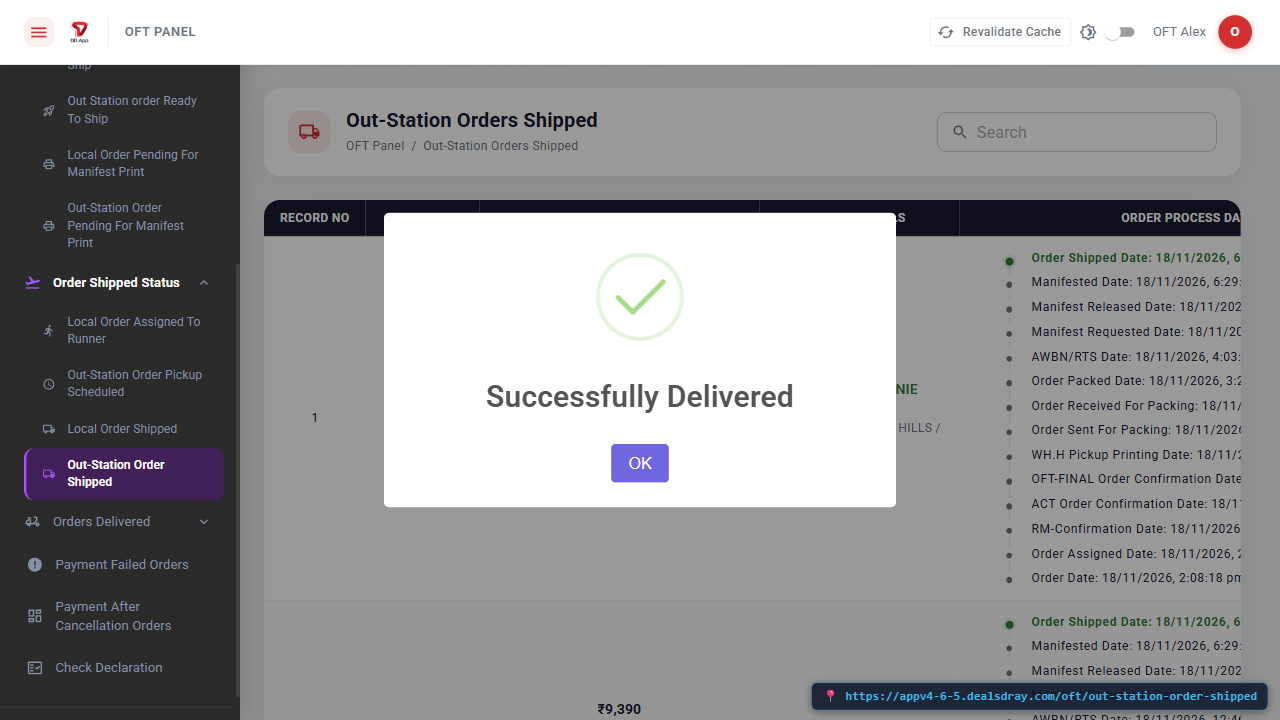 DD App
OFT PANEL
Revalidate Cache
OFT Alex
O
Ship
Out Station order Ready
To Ship
Local Order Pending For
Manifest Print
Out-Station Order
Pending For Manifest
Print
Order Shipped Status
Local Order Assigned To
Runner
Out-Station Order Pickup
Scheduled
Local Order Shipped
Out-Station Order
Shipped
Orders Delivered
Payment Failed Orders
Payment After
Cancellation Orders
Check Declaration
Out-Station Orders Shipped
OFT Panel / Out-Station Orders Shipped
Search
RECORD NO
ORDER PROCESS DA
1
NIE
HILLS /
Order Shipped Date: 18/11/2026, 6
Manifested Date: 18/11/2026, 6:29:
Manifest Released Date: 18/11/202
Manifest Requested Date: 18/11/20
AWBN/RTS Date: 18/11/2026, 4:03:
Order Packed Date: 18/11/2026, 3:2
Order Received For Packing: 18/11/
Order Sent For Packing: 18/11/2026
WH.H Pickup Printing Date: 18/11/2
OFT-FINAL Order Confirmation Date
ACT Order Confirmation Date: 18/1
RM-Confirmation Date: 18/11/2026
Order Assigned Date: 18/11/2026, 2
Order Date: 18/11/2026, 2:08:18 pm
Successfully Delivered
OK
₹9,390
Order Shipped Date: 18/11/2026, 6
Manifested Date: 18/11/2026, 6:29:
Manifest Released Date: 18/11/202
https://appv4-6-5.dealsdray.com/oft/out-station-order-shipped